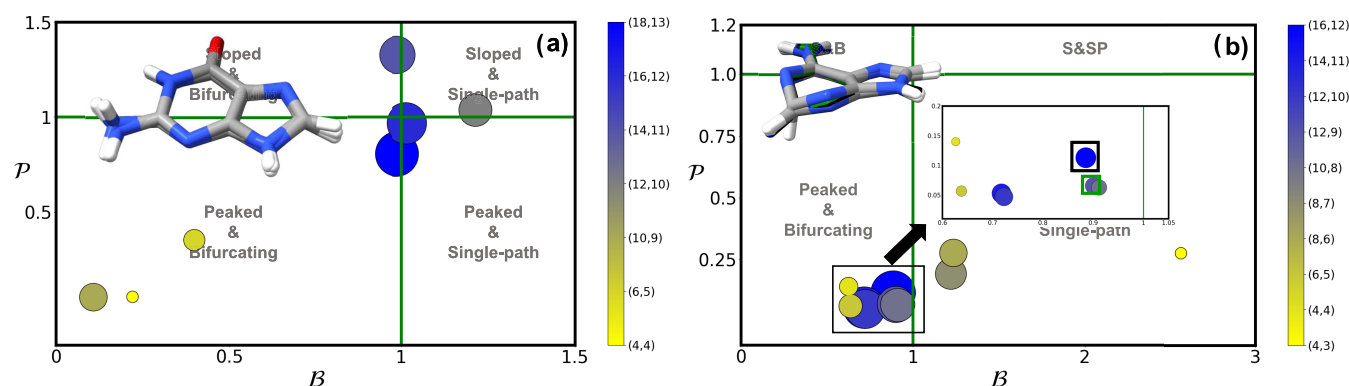 (a)
1.5
1
0.5
0
0.5
1
1.5
𝒫
ℬ
Sloped
&
Bifurcating
Sloped
&
Single-path
Peaked
&
Bifurcating
Peaked
&
Single-path
(18,13)
(16,12)
(14,11)
(12,10)
(10,9)
(6,5)
(4,4)
(b)
1.2
1.0
0.75
0.5
0.25
0
1
2
3
𝒫
ℬ
S&SP
Peaked
&
Bifurcating
Single-path
0.2
0.15
0.1
0.05
0.6
0.7
0.8
0.9
1
1.05
(16,12)
(14,12)
(12,10)
(12,9)
(10,8)
(8,7)
(8,6)
(6,5)
(4,4)
(4,3)